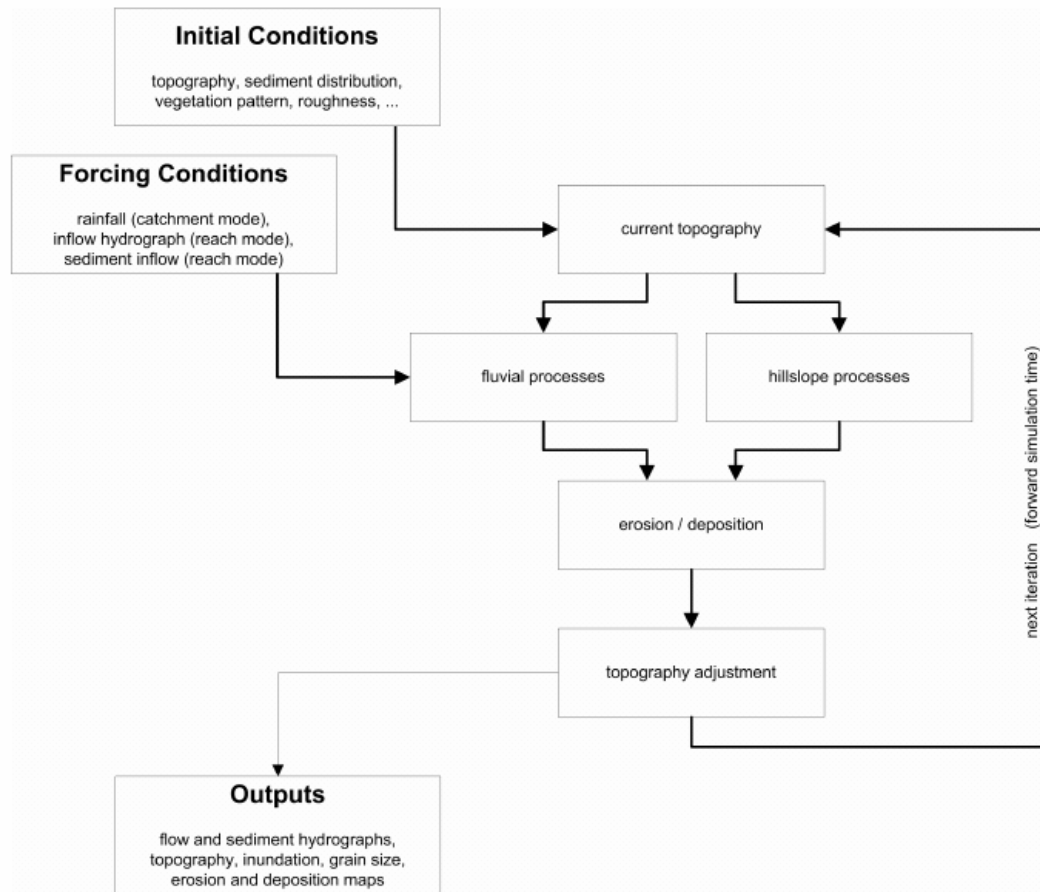 Initial Conditions
topography, sediment distribution,
vegetation pattern, roughness, ...
Forcing Conditions
rainfall (catchment mode),
inflow hydrograph (reach mode),
sediment inflow (reach mode)
current topography
fluvial processes
hillslope processes
erosion / deposition
topography adjustment
next iteration (forward simulation time)
Outputs
flow and sediment hydrographs,
topography, inundation, grain size,
erosion and deposition maps